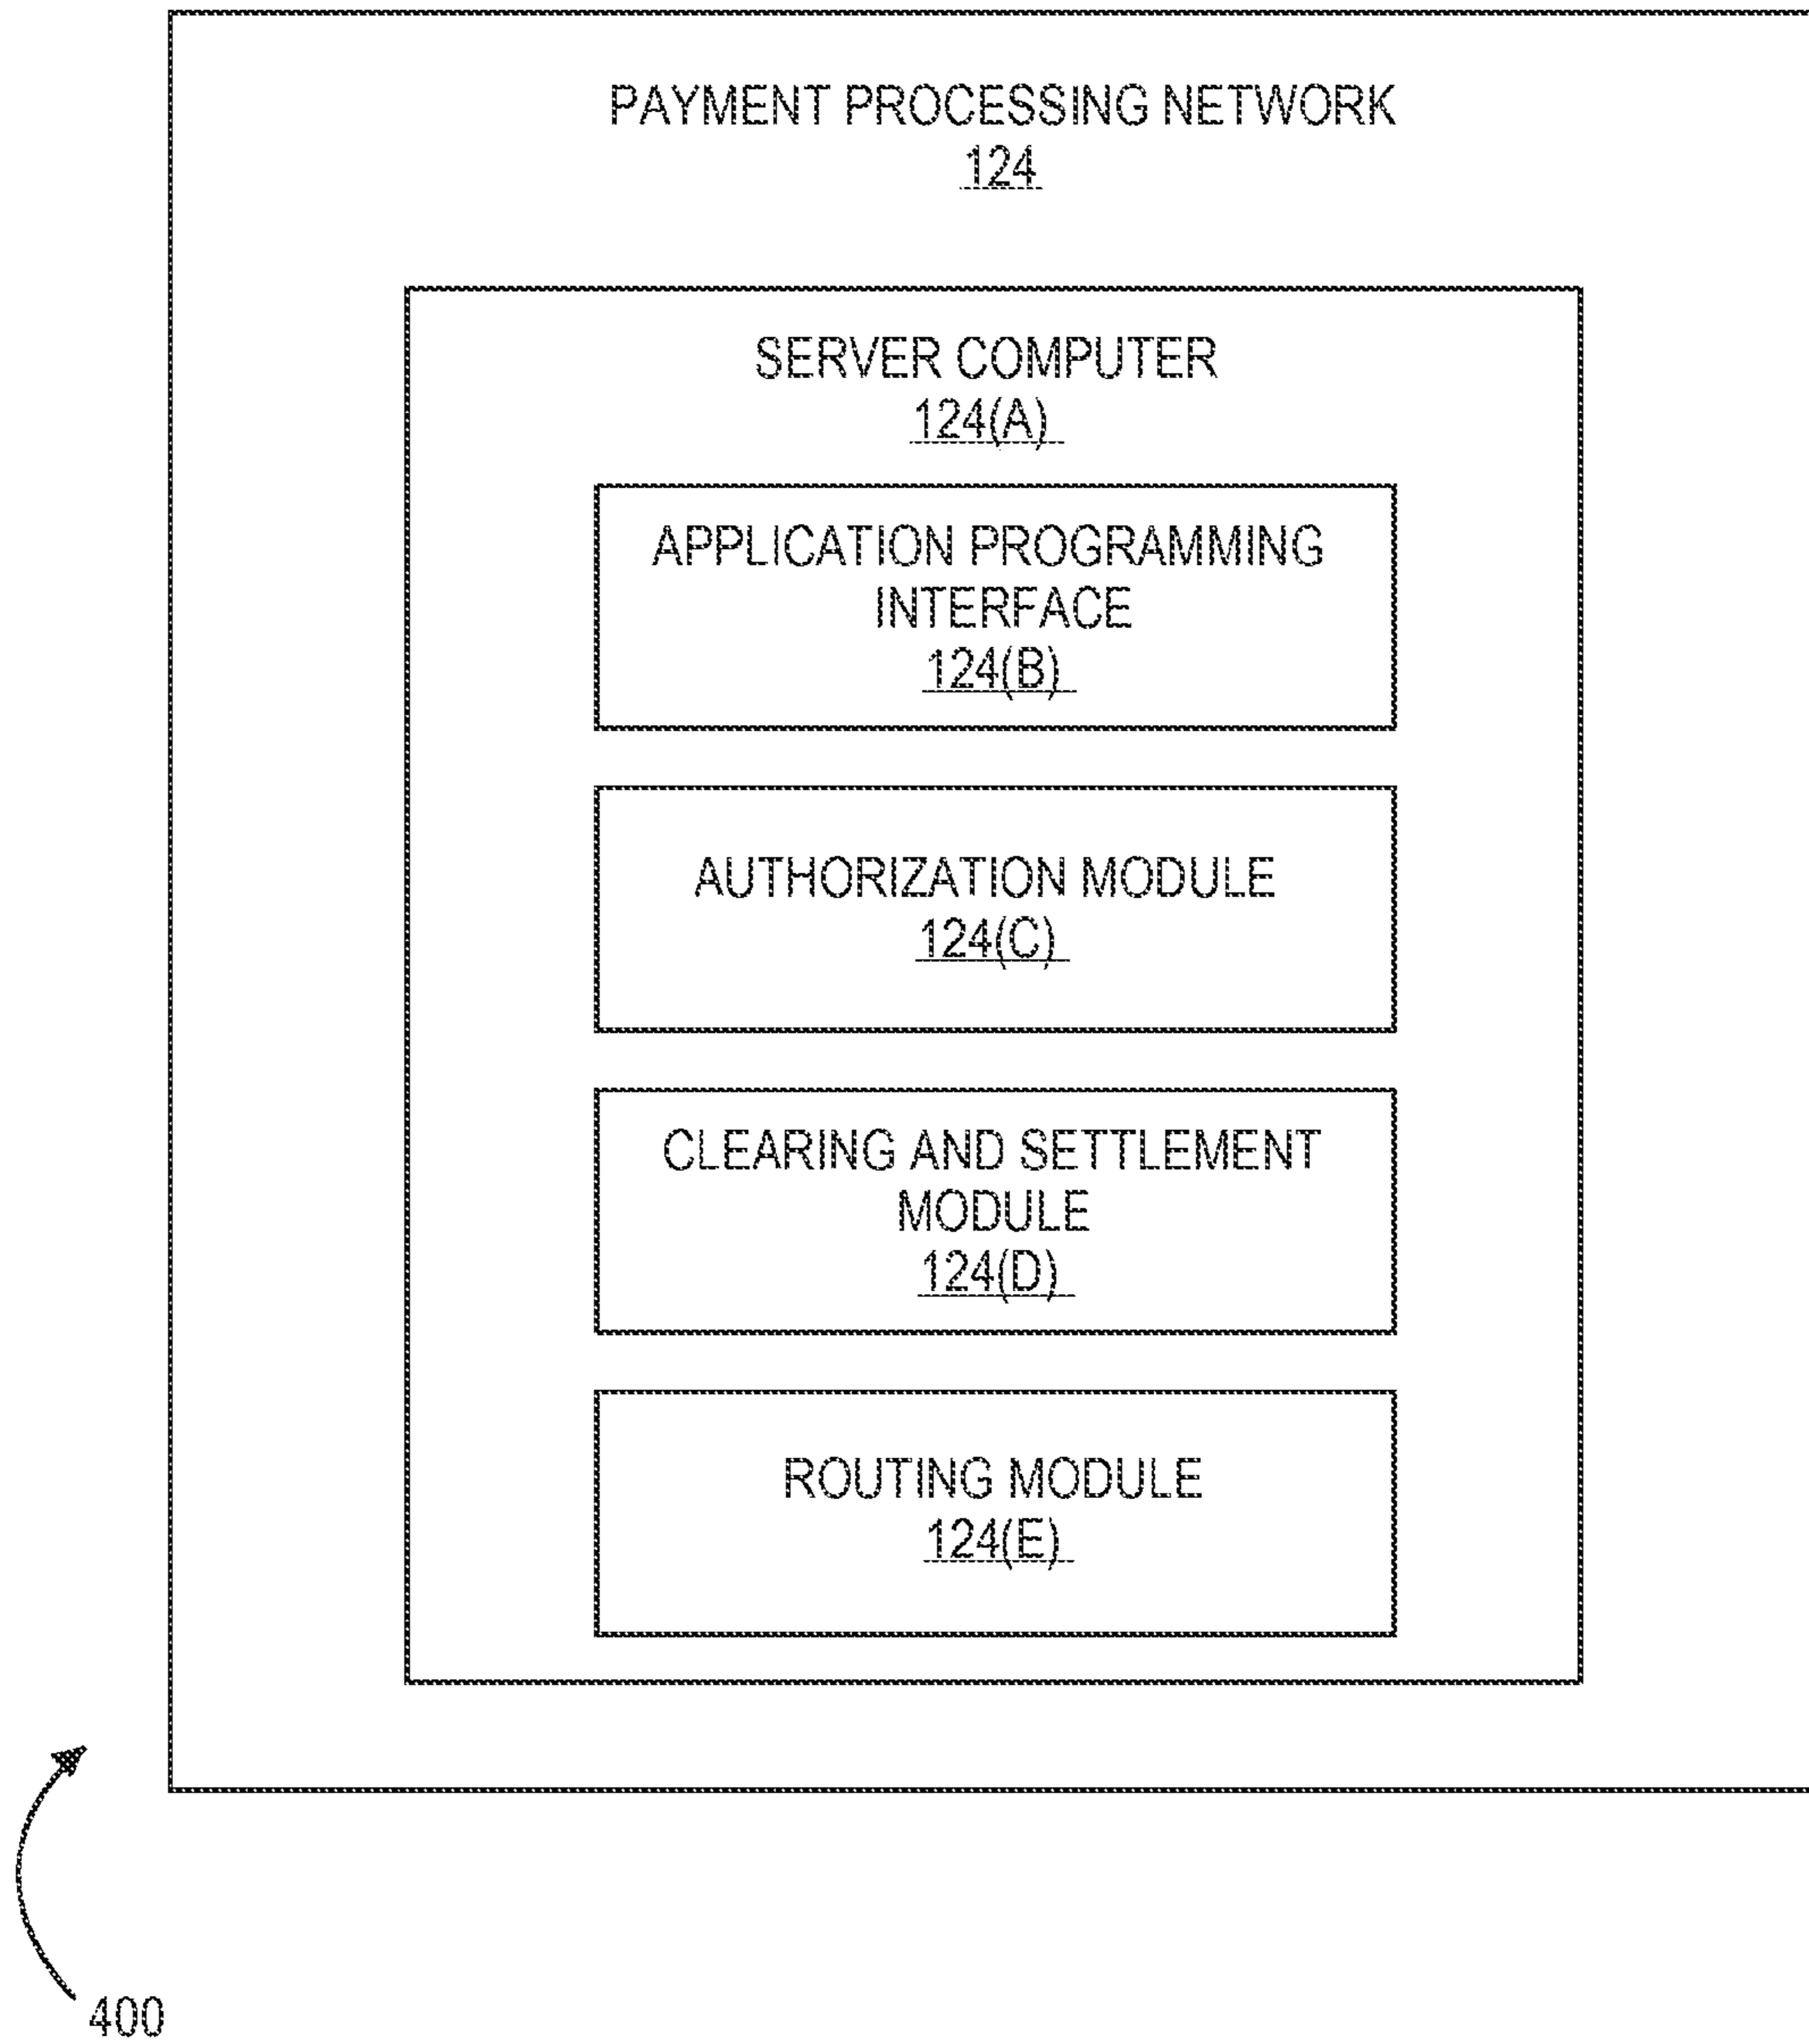 PAYMENT PROCESSING NETWORK
124
SERVER COMPUTER
124(A)
APPLICATION PROGRAMMING
INTERFACE
124(B)
AUTHORIZATION MODULE
124(C)
CLEARING AND SETTLEMENT
MODULE
124(D)
ROUTING MODULE
124(E)
400